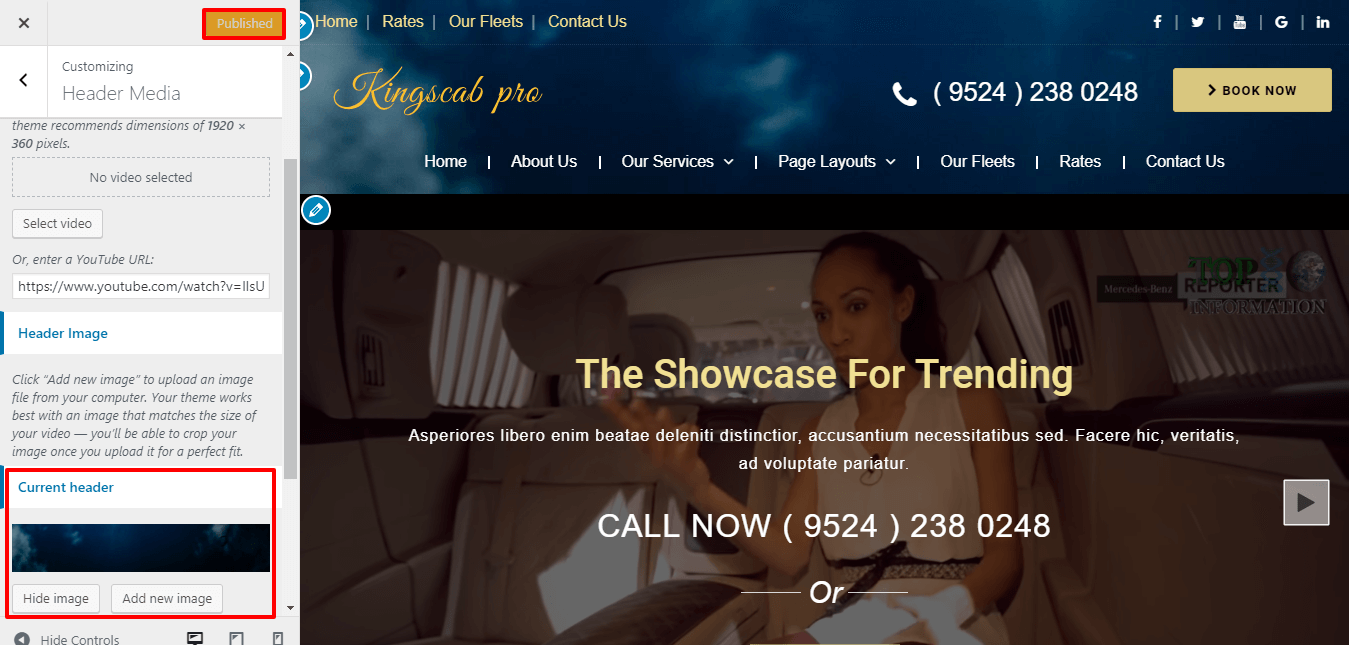 Published
Customizing
Header Media
theme recommends dimensions of 1920 ×
360 pixels.
No video selected
Select video
Or, enter a YouTube URL:
https://www.youtube.com/watch?v=IlsU
Header Image
Click “Add new image” to upload an image
file from your computer. Your theme works
best with an image that matches the size of
your video — you’ll be able to crop your
image once you upload it for a perfect fit.
Current header
Hide image
Add new image
Hide Controls
Home | Rates | Our Fleets | Contact Us
Kingscab pro
( 9524 ) 238 0248
BOOK NOW
Home | About Us | Our Services | Page Layouts | Our Fleets | Rates | Contact Us
Mercedes-Benz
TOP
REPORTER
INFORMATION
The Showcase For Trending
Asperiores libero enim beatae deleniti distinctior, accusantium necessitatibus sed. Facere hic, veritatis,
ad voluptate pariatur.
CALL NOW ( 9524 ) 238 0248
Or